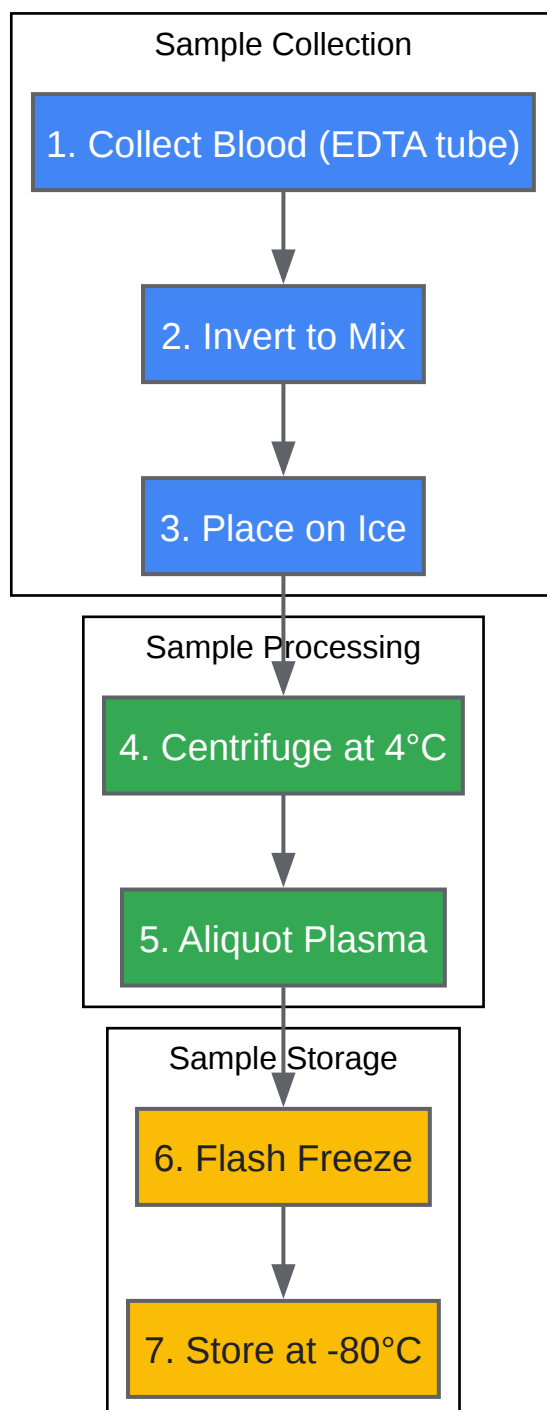 Sample Collection
1. Collect Blood (EDTA tube)
2. Invert to Mix
3. Place on Ice
Sample Processing
4. Centrifuge at 4°C
5. Aliquot Plasma
Sample Storage
6. Flash Freeze
7. Store at -80°C